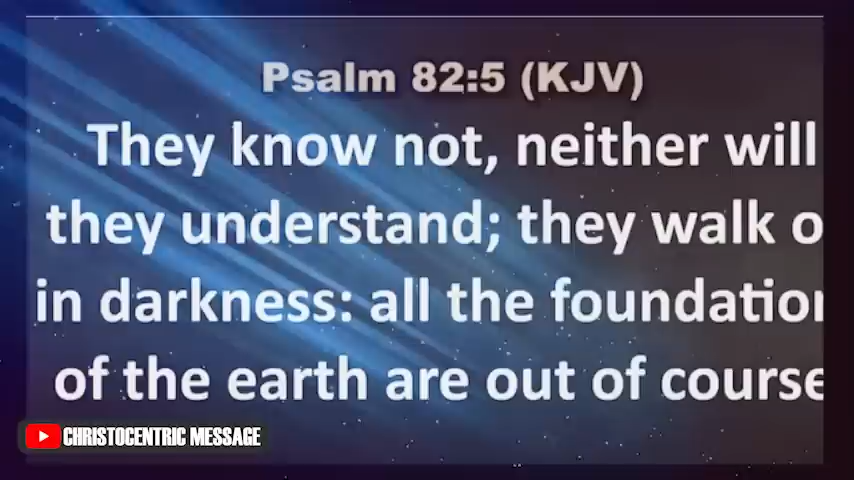 Psalm 82:5 (KJV)
They know not, neither will
they understand; they walk o
in darkness: all the foundation
of the earth are out of course
CHRISTOCENTRIC MESSAGE